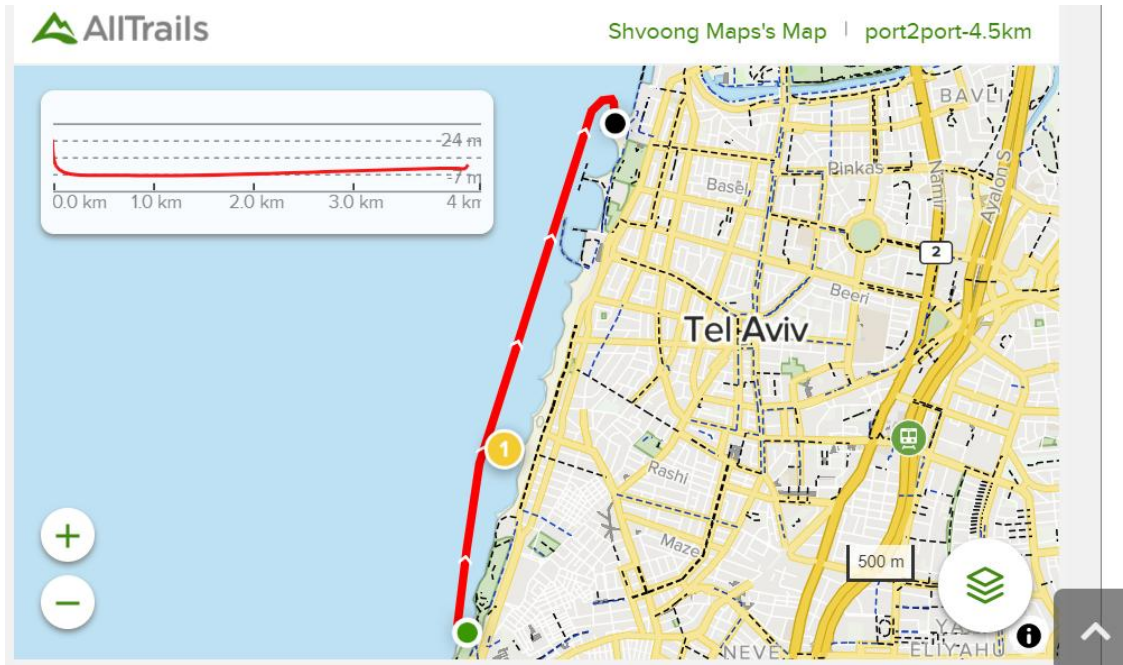 AllTrails
Shvoong Maps's Map | port2port-4.5km
24 m
-7 m
0.0 km 1.0 km 2.0 km 3.0 km 4 km
BAVLI
Pinkas
Namir
Ayalon S
Basel
2
Beeri
Tel Aviv
1
Rashi
Maze
500 m
NEVE
ELIYAHU